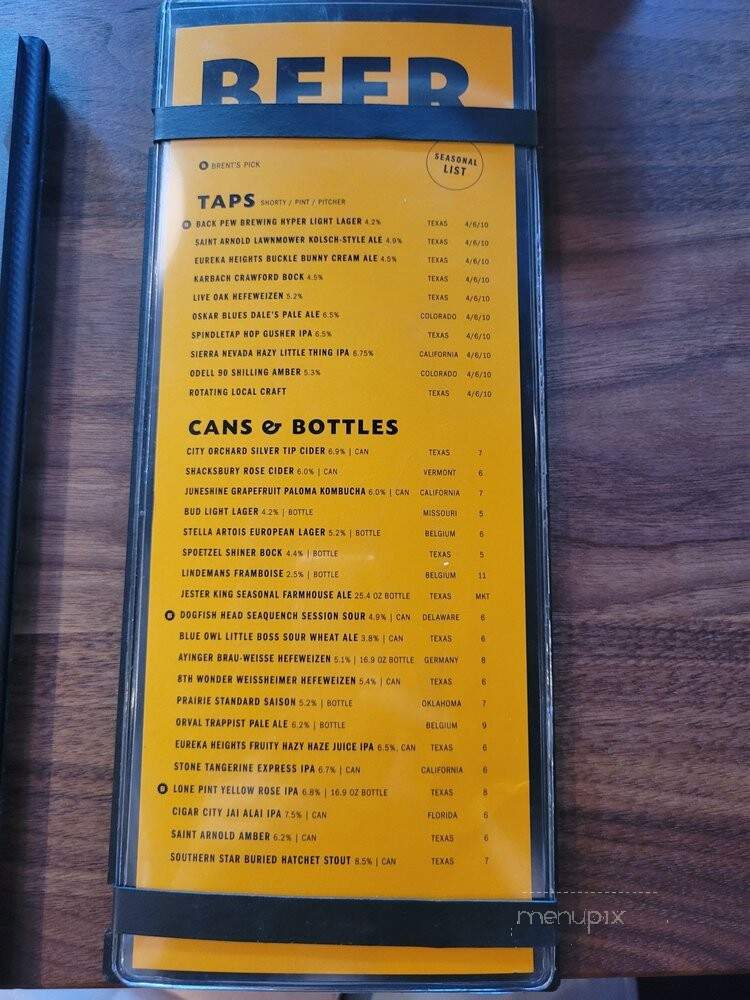 BEER
SEASONAL
LIST
B BRENT'S PICK
TAPS SHORTY / PINT / PITCHER
B BACK PEW BREWING HYPER LIGHT LAGER 4.2% TEXAS 4/6/10
SAINT ARNOLD LAWNMOWER KOLSCH-STYLE ALE 4.9% TEXAS 4/6/10
EUREKA HEIGHTS BUCKLE BUNNY CREAM ALE 4.5% TEXAS 4/6/10
KARBACH CRAWFORD BOCK 4.5% TEXAS 4/6/10
LIVE OAK HEFEWEIZEN 5.2% TEXAS 4/6/10
OSKAR BLUES DALE'S PALE ALE 6.5% COLORADO 4/6/10
SPINDLETAP HOP GUSHER IPA 6.5% TEXAS 4/6/10
SIERRA NEVADA HAZY LITTLE THING IPA 6.75% CALIFORNIA 4/6/10
ODELL 90 SHILLING AMBER 5.3% COLORADO 4/6/10
ROTATING LOCAL CRAFT TEXAS 4/6/10
CANS & BOTTLES
CITY ORCHARD SILVER TIP CIDER 6.9% | CAN TEXAS 7
SHACKSBURY ROSE CIDER 6.0% | CAN VERMONT 6
JUNESHINE GRAPEFRUIT PALOMA KOMBUCHA 6.0% | CAN CALIFORNIA 7
BUD LIGHT LAGER 4.2% | BOTTLE MISSOURI 5
STELLA ARTOIS EUROPEAN LAGER 5.2% | BOTTLE BELGIUM 6
SPOETZEL SHINER BOCK 4.4% | BOTTLE TEXAS 5
LINDEMANS FRAMBOISE 2.5% | BOTTLE BELGIUM 11
JESTER KING SEASONAL FARMHOUSE ALE 25.4 OZ BOTTLE TEXAS MKT
B DOGFISH HEAD SEAQUENCH SESSION SOUR 4.9% | CAN DELAWARE 6
BLUE OWL LITTLE BOSS SOUR WHEAT ALE 3.8% | CAN TEXAS 6
AYINGER BRAU-WEISSE HEFEWEIZEN 5.1% | 16.9 OZ BOTTLE GERMANY 8
8TH WONDER WEISSHEIMER HEFEWEIZEN 5.4% | CAN TEXAS 6
PRAIRIE STANDARD SAISON 5.2% | BOTTLE OKLAHOMA 7
ORVAL TRAPPIST PALE ALE 6.2% | BOTTLE BELGIUM 9
EUREKA HEIGHTS FRUITY HAZY HAZE JUICE IPA 6.5%, CAN TEXAS 6
STONE TANGERINE EXPRESS IPA 6.7% | CAN CALIFORNIA 6
B LONE PINT YELLOW ROSE IPA 6.8% | 16.9 OZ BOTTLE TEXAS 8
CIGAR CITY JAI ALAI IPA 7.5% | CAN FLORIDA 6
SAINT ARNOLD AMBER 6.2% | CAN TEXAS 6
SOUTHERN STAR BURIED HATCHET STOUT 8.5% | CAN TEXAS 7
menupix